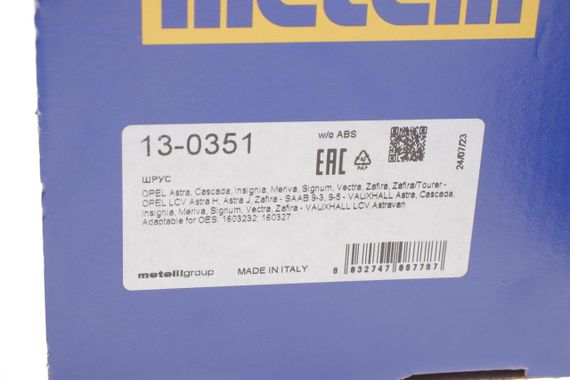 metelli
13-0351
w/o ABS
EAC
PAP
24/07/23
ШРУС
OPEL Astra, Cascada, Insignia, Meriva, Signum, Vectra, Zafira, Zafira/Tourer -
OPEL LCV Astra H, Astra J, Zafira - SAAB 9-3, 9-5 - VAUXHALL Astra, Cascada,
Insignia, Meriva, Signum, Vectra, Zafira - VAUXHALL LCV Astravan
Adaptable for OES: 1603232; 160327
metelligroup
MADE IN ITALY
8 032747 887787